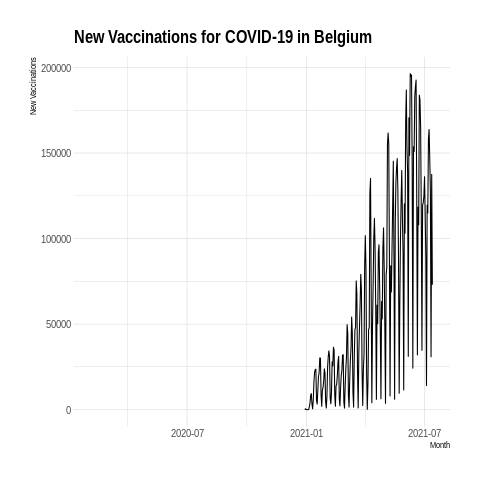 New Vaccinations for COVID-19 in Belgium
New Vaccinations
200000
150000
100000
50000
0
2020-07
2021-01
2021-07
Month